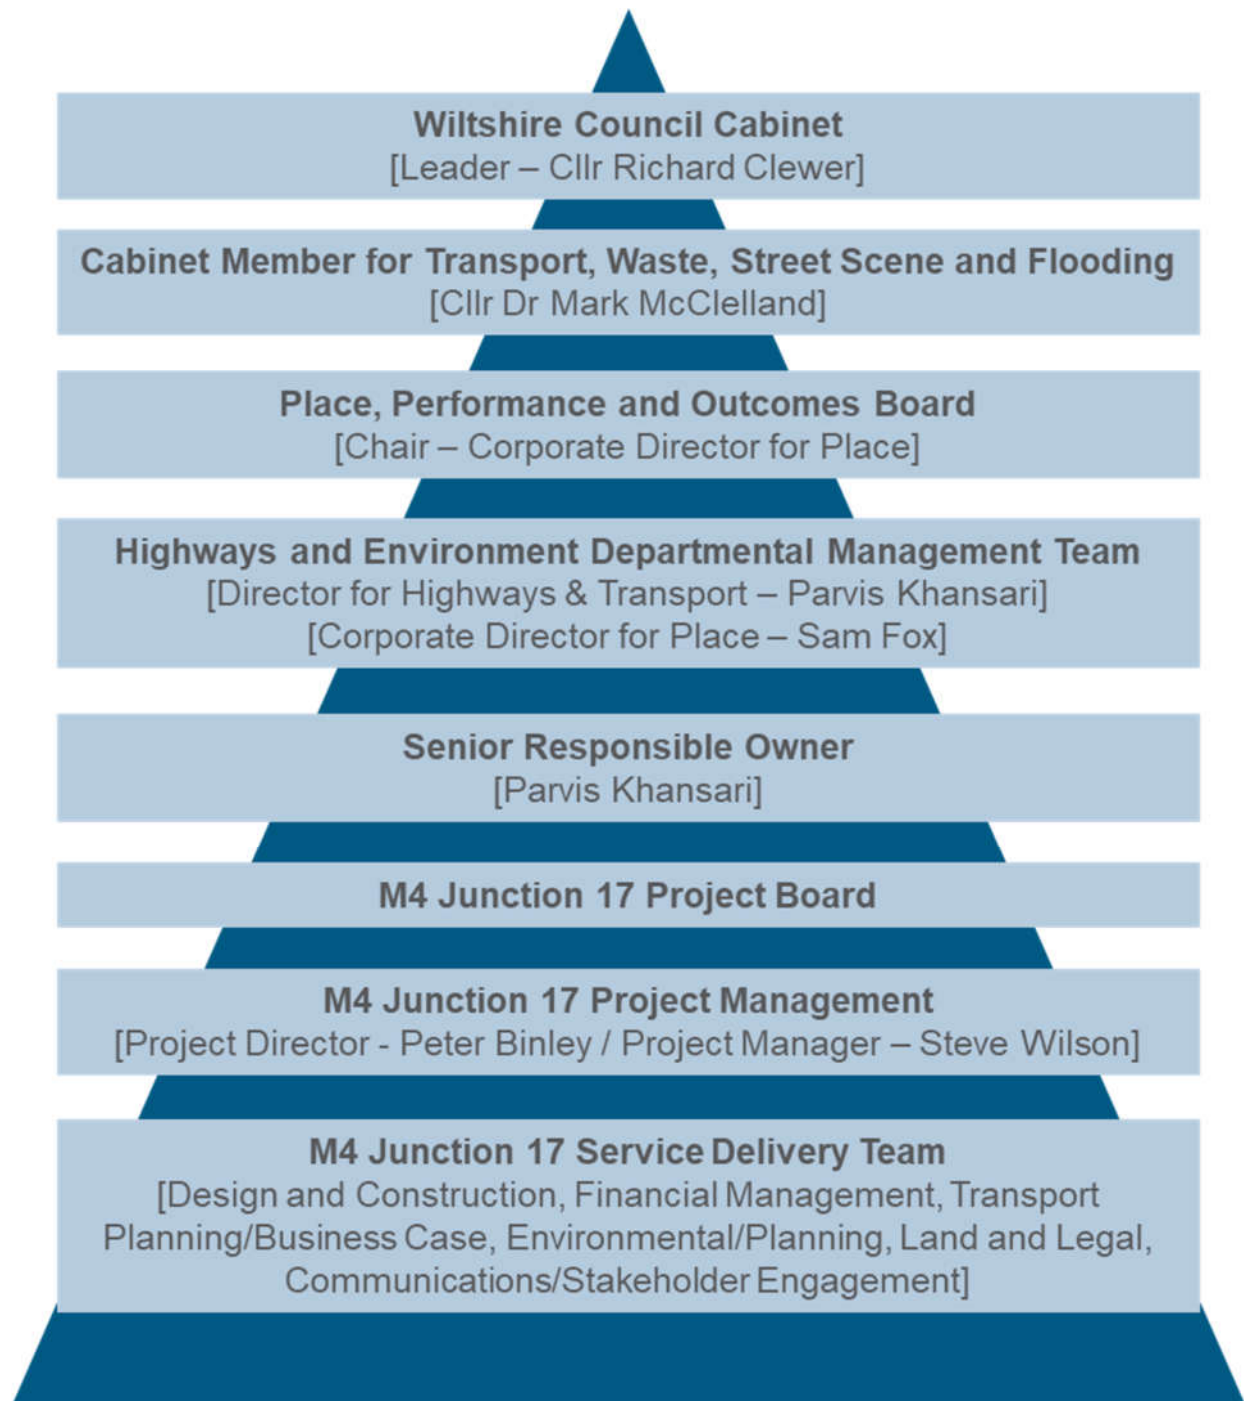 Wiltshire Council Cabinet
[Leader – Cllr Richard Clewer]
Cabinet Member for Transport, Waste, Street Scene and Flooding
[Cllr Dr Mark McClelland]
Place, Performance and Outcomes Board
[Chair – Corporate Director for Place]
Highways and Environment Departmental Management Team
[Director for Highways & Transport – Parvis Khansari]
[Corporate Director for Place – Sam Fox]
Senior Responsible Owner
[Parvis Khansari]
M4 Junction 17 Project Board
M4 Junction 17 Project Management
[Project Director - Peter Binley / Project Manager – Steve Wilson]
M4 Junction 17 Service Delivery Team
[Design and Construction, Financial Management, Transport
Planning/Business Case, Environmental/Planning, Land and Legal,
Communications/Stakeholder Engagement]